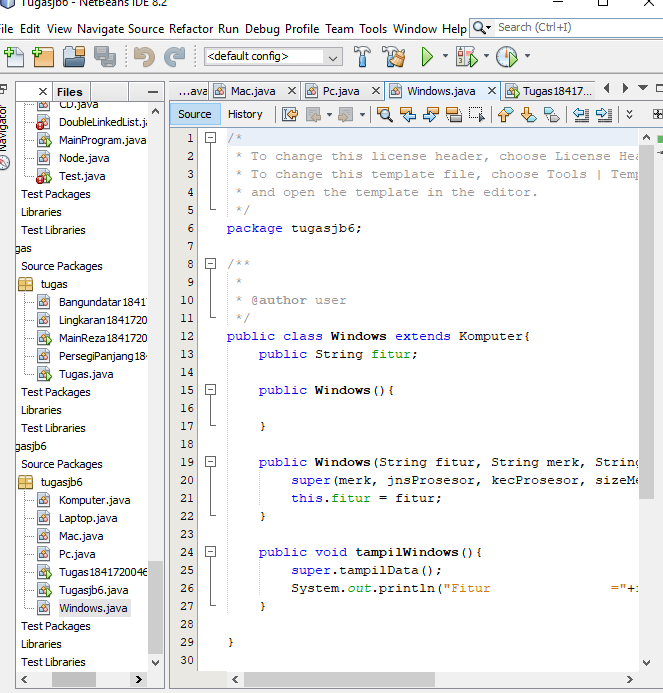 Tugasjb6 - NetBeans IDE 8.2
File Edit View Navigate Source Refactor Run Debug Profile Team Tools Window Help Search (Ctrl+I)
<default config>
Files
Navigator
CD.java
DoubleLinkedList.j
MainProgram.java
Node.java
Test.java
Test Packages
Libraries
Test Libraries
gas
Source Packages
tugas
Bangundatar1841
Lingkaran1841720
MainReza1841720
PersegiPanjang184
Tugas.java
Test Packages
Libraries
Test Libraries
gasjb6
Source Packages
tugasjb6
Komputer.java
Laptop.java
Mac.java
Pc.java
Tugas1841720046
Tugasjb6.java
Windows.java
Test Packages
Libraries
Test Libraries
...ava Mac.java Pc.java Windows.java Tugas18417...
Source History
1 /*
2 * To change this license header, choose License Hea
3 * To change this template file, choose Tools | Temp
4 * and open the template in the editor.
5 */
6 package tugasjb6;
7
8 /**
9 *
10 * @author user
11 */
12 public class Windows extends Komputer{
13 public String fitur;
14
15 public Windows(){
16
17 }
18
19 public Windows(String fitur, String merk, String
20 super(merk, jnsProsesor, kecProsesor, sizeMe
21 this.fitur = fitur;
22 }
23
24 public void tampilWindows(){
25 super.tampilData();
26 System.out.println("Fitur ="+
27 }
28
29 }
30